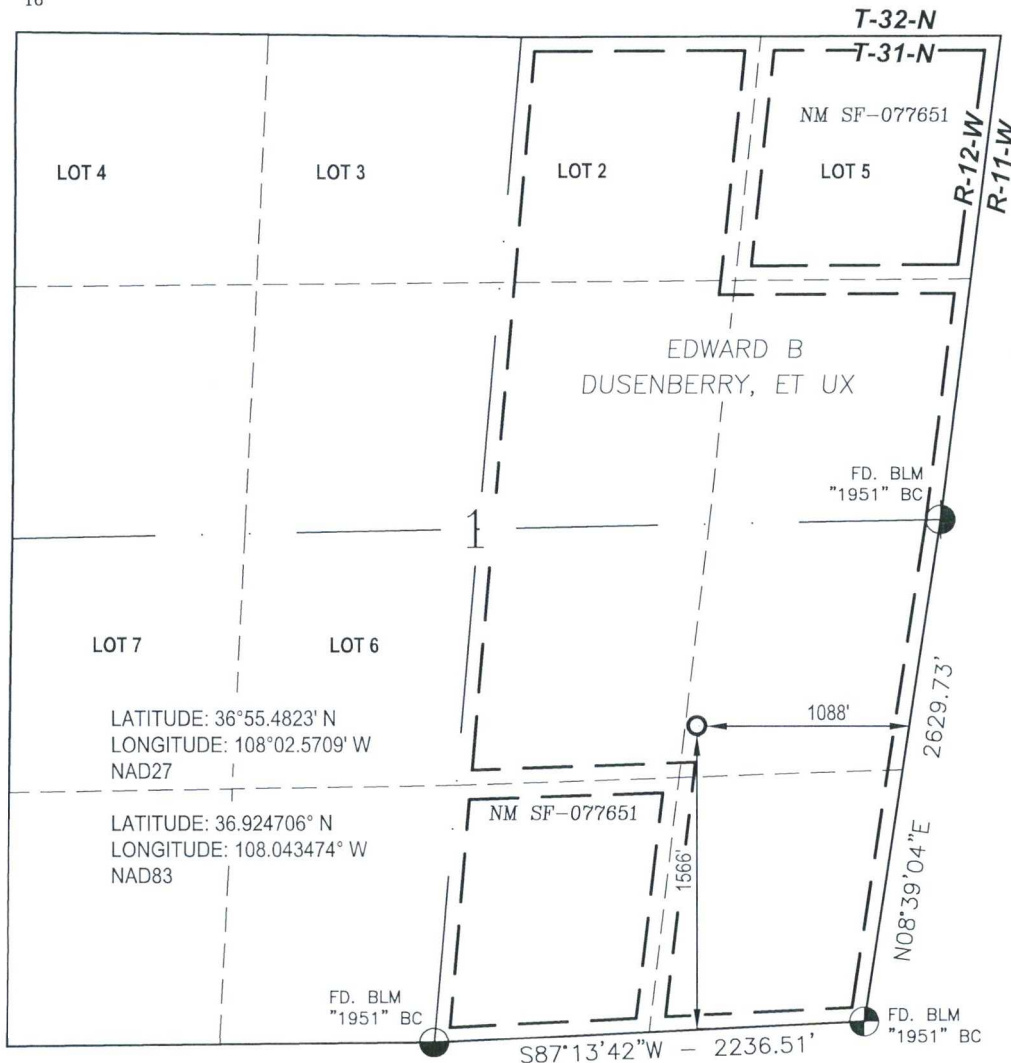 16
T-32-N
T-31-N
NM SF-077651
R-12-W
R-11-W
LOT 4
LOT 3
LOT 2
LOT 5
EDWARD B
DUSENBERRY, ET UX
FD. BLM
"1951" BC
1
LOT 7
LOT 6
1088'
2629.73'
LATITUDE: 36°55.4823' N
LONGITUDE: 108°02.5709' W
NAD27
LATITUDE: 36.924706° N
LONGITUDE: 108.043474° W
NAD83
NM SF-077651
1566'
N08°39'04"E
FD. BLM
"1951" BC
FD. BLM
"1951" BC
S87°13'42"W - 2236.51'